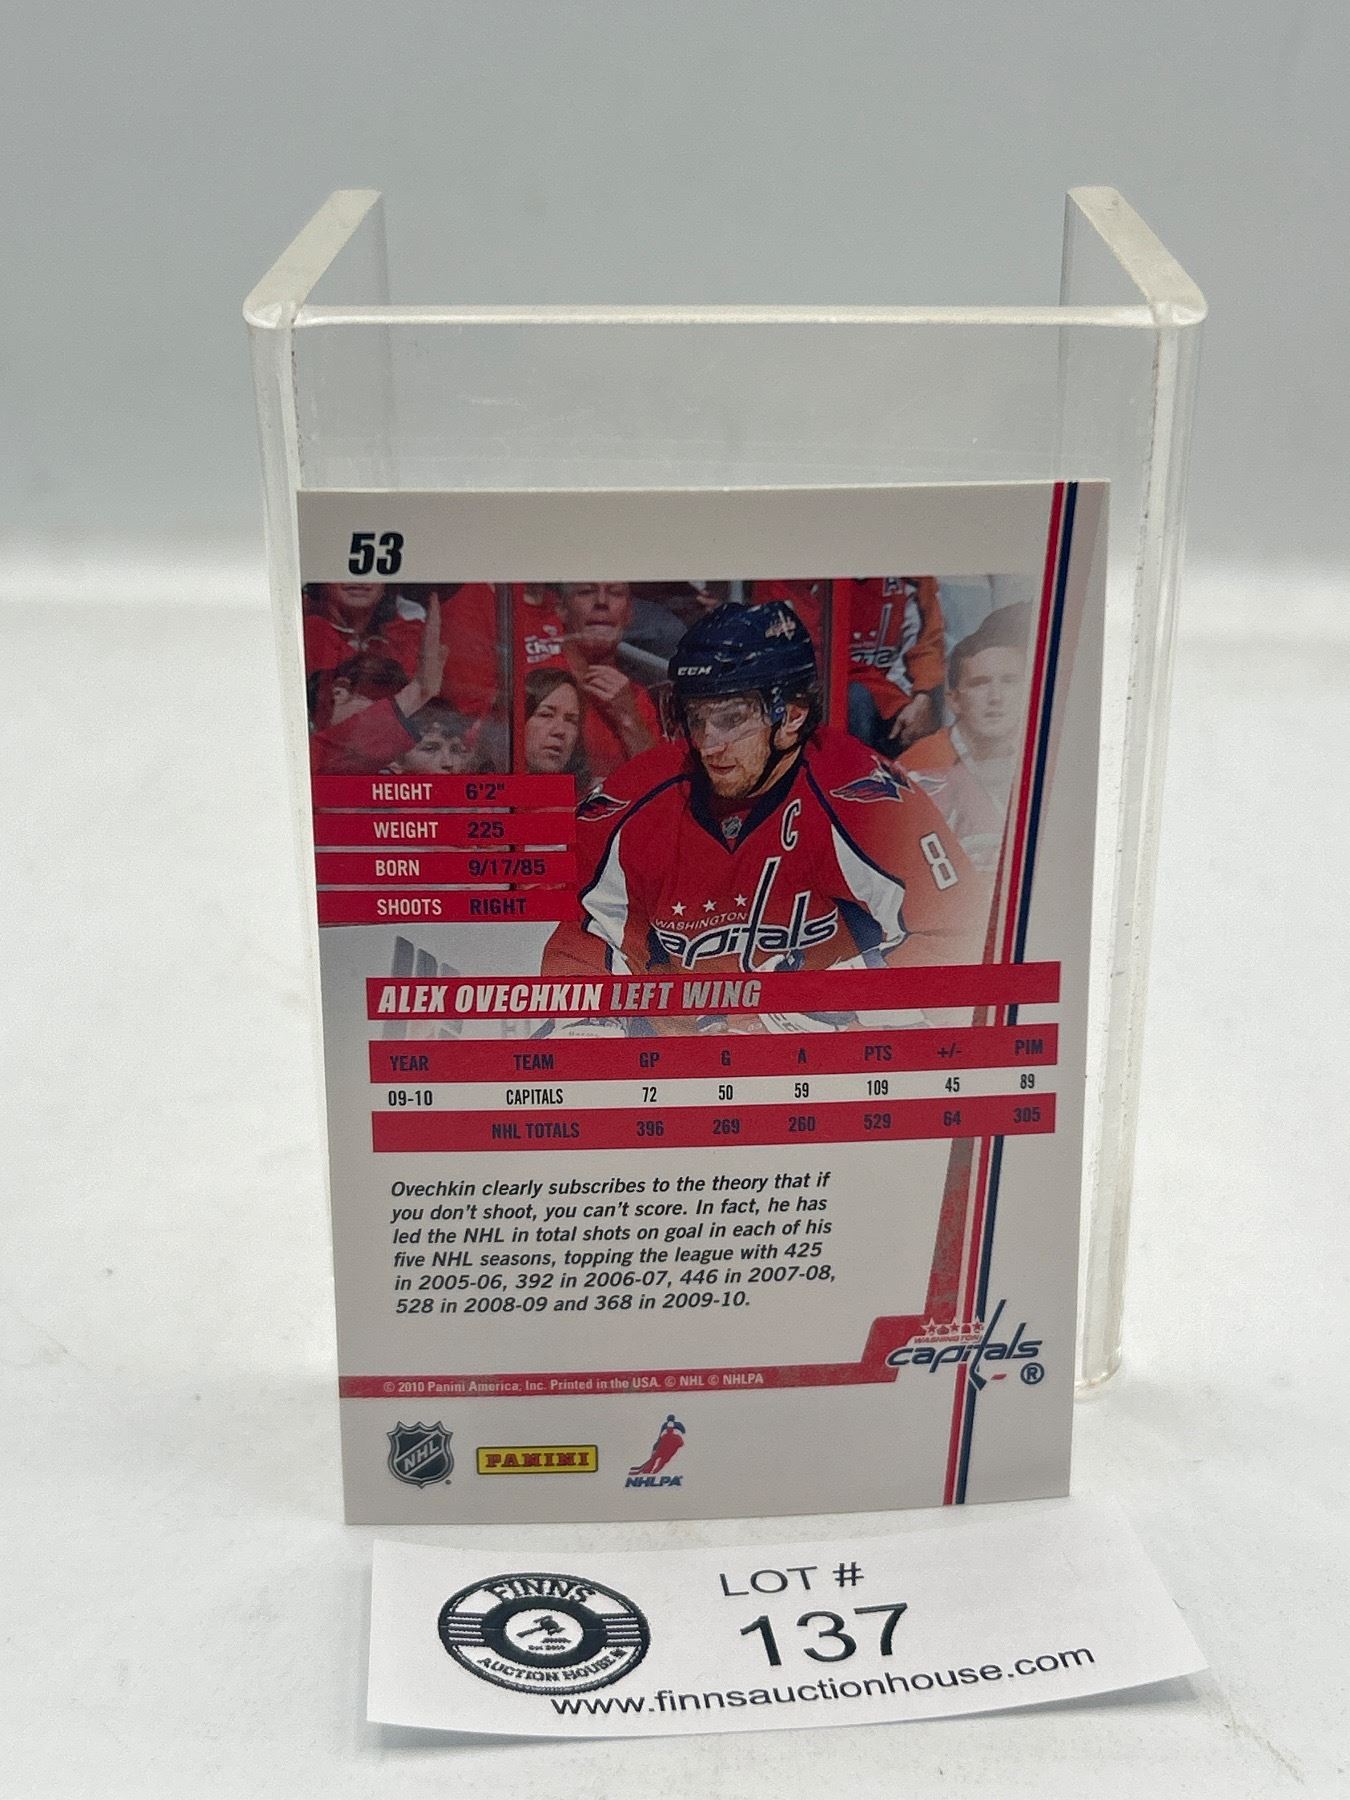 53
CCM
C
8
WASHINGTON
capitals
HEIGHT 6'2"
WEIGHT 225
BORN 9/17/85
SHOOTS RIGHT
ALEX OVECHKIN LEFT WING
YEAR TEAM GP G A PTS +/- PIM
09-10 CAPITALS 72 50 59 109 45 89
NHL TOTALS 396 269 260 529 64 305
Ovechkin clearly subscribes to the theory that if
you don't shoot, you can't score. In fact, he has
led the NHL in total shots on goal in each of his
five NHL seasons, topping the league with 425
in 2005-06, 392 in 2006-07, 446 in 2007-08,
528 in 2008-09 and 368 in 2009-10.
WASHINGTON
capitals ®
© 2010 Panini America, Inc. Printed in the USA. © NHL © NHLPA
NHL
PANINI
NHLPA
FINNS
AUCTION HOUSE
LOT #
137
www.finnsauctionhouse.com